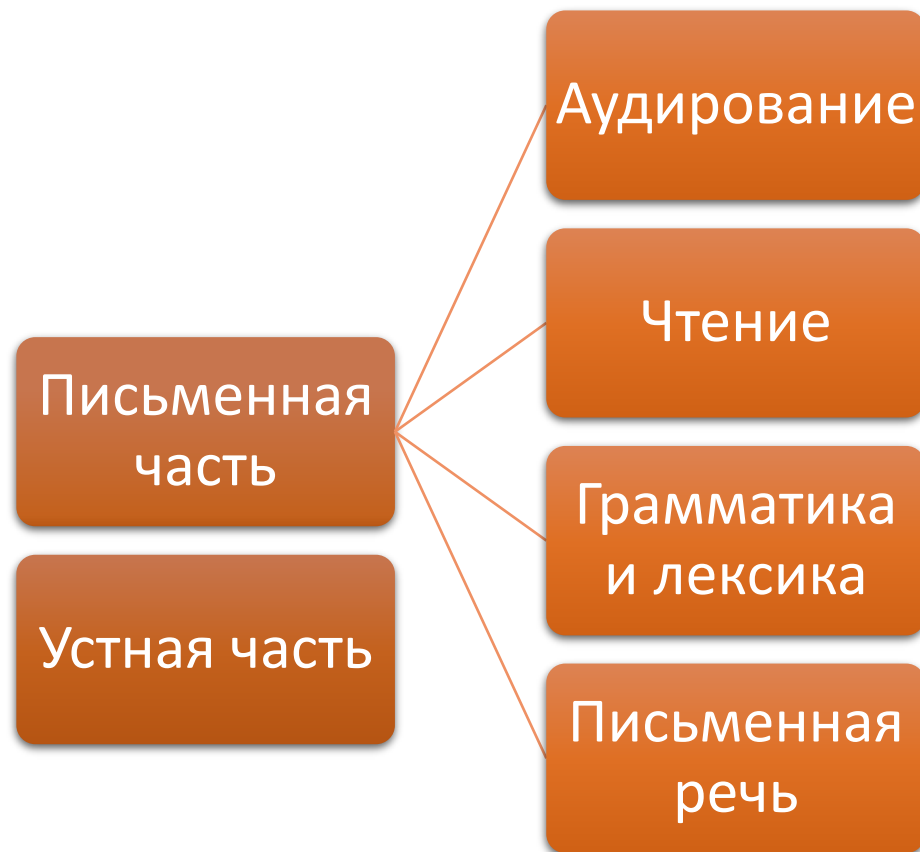 Письменная
часть
Устная часть
Аудирование
Чтение
Грамматика
и лексика
Письменная
речь